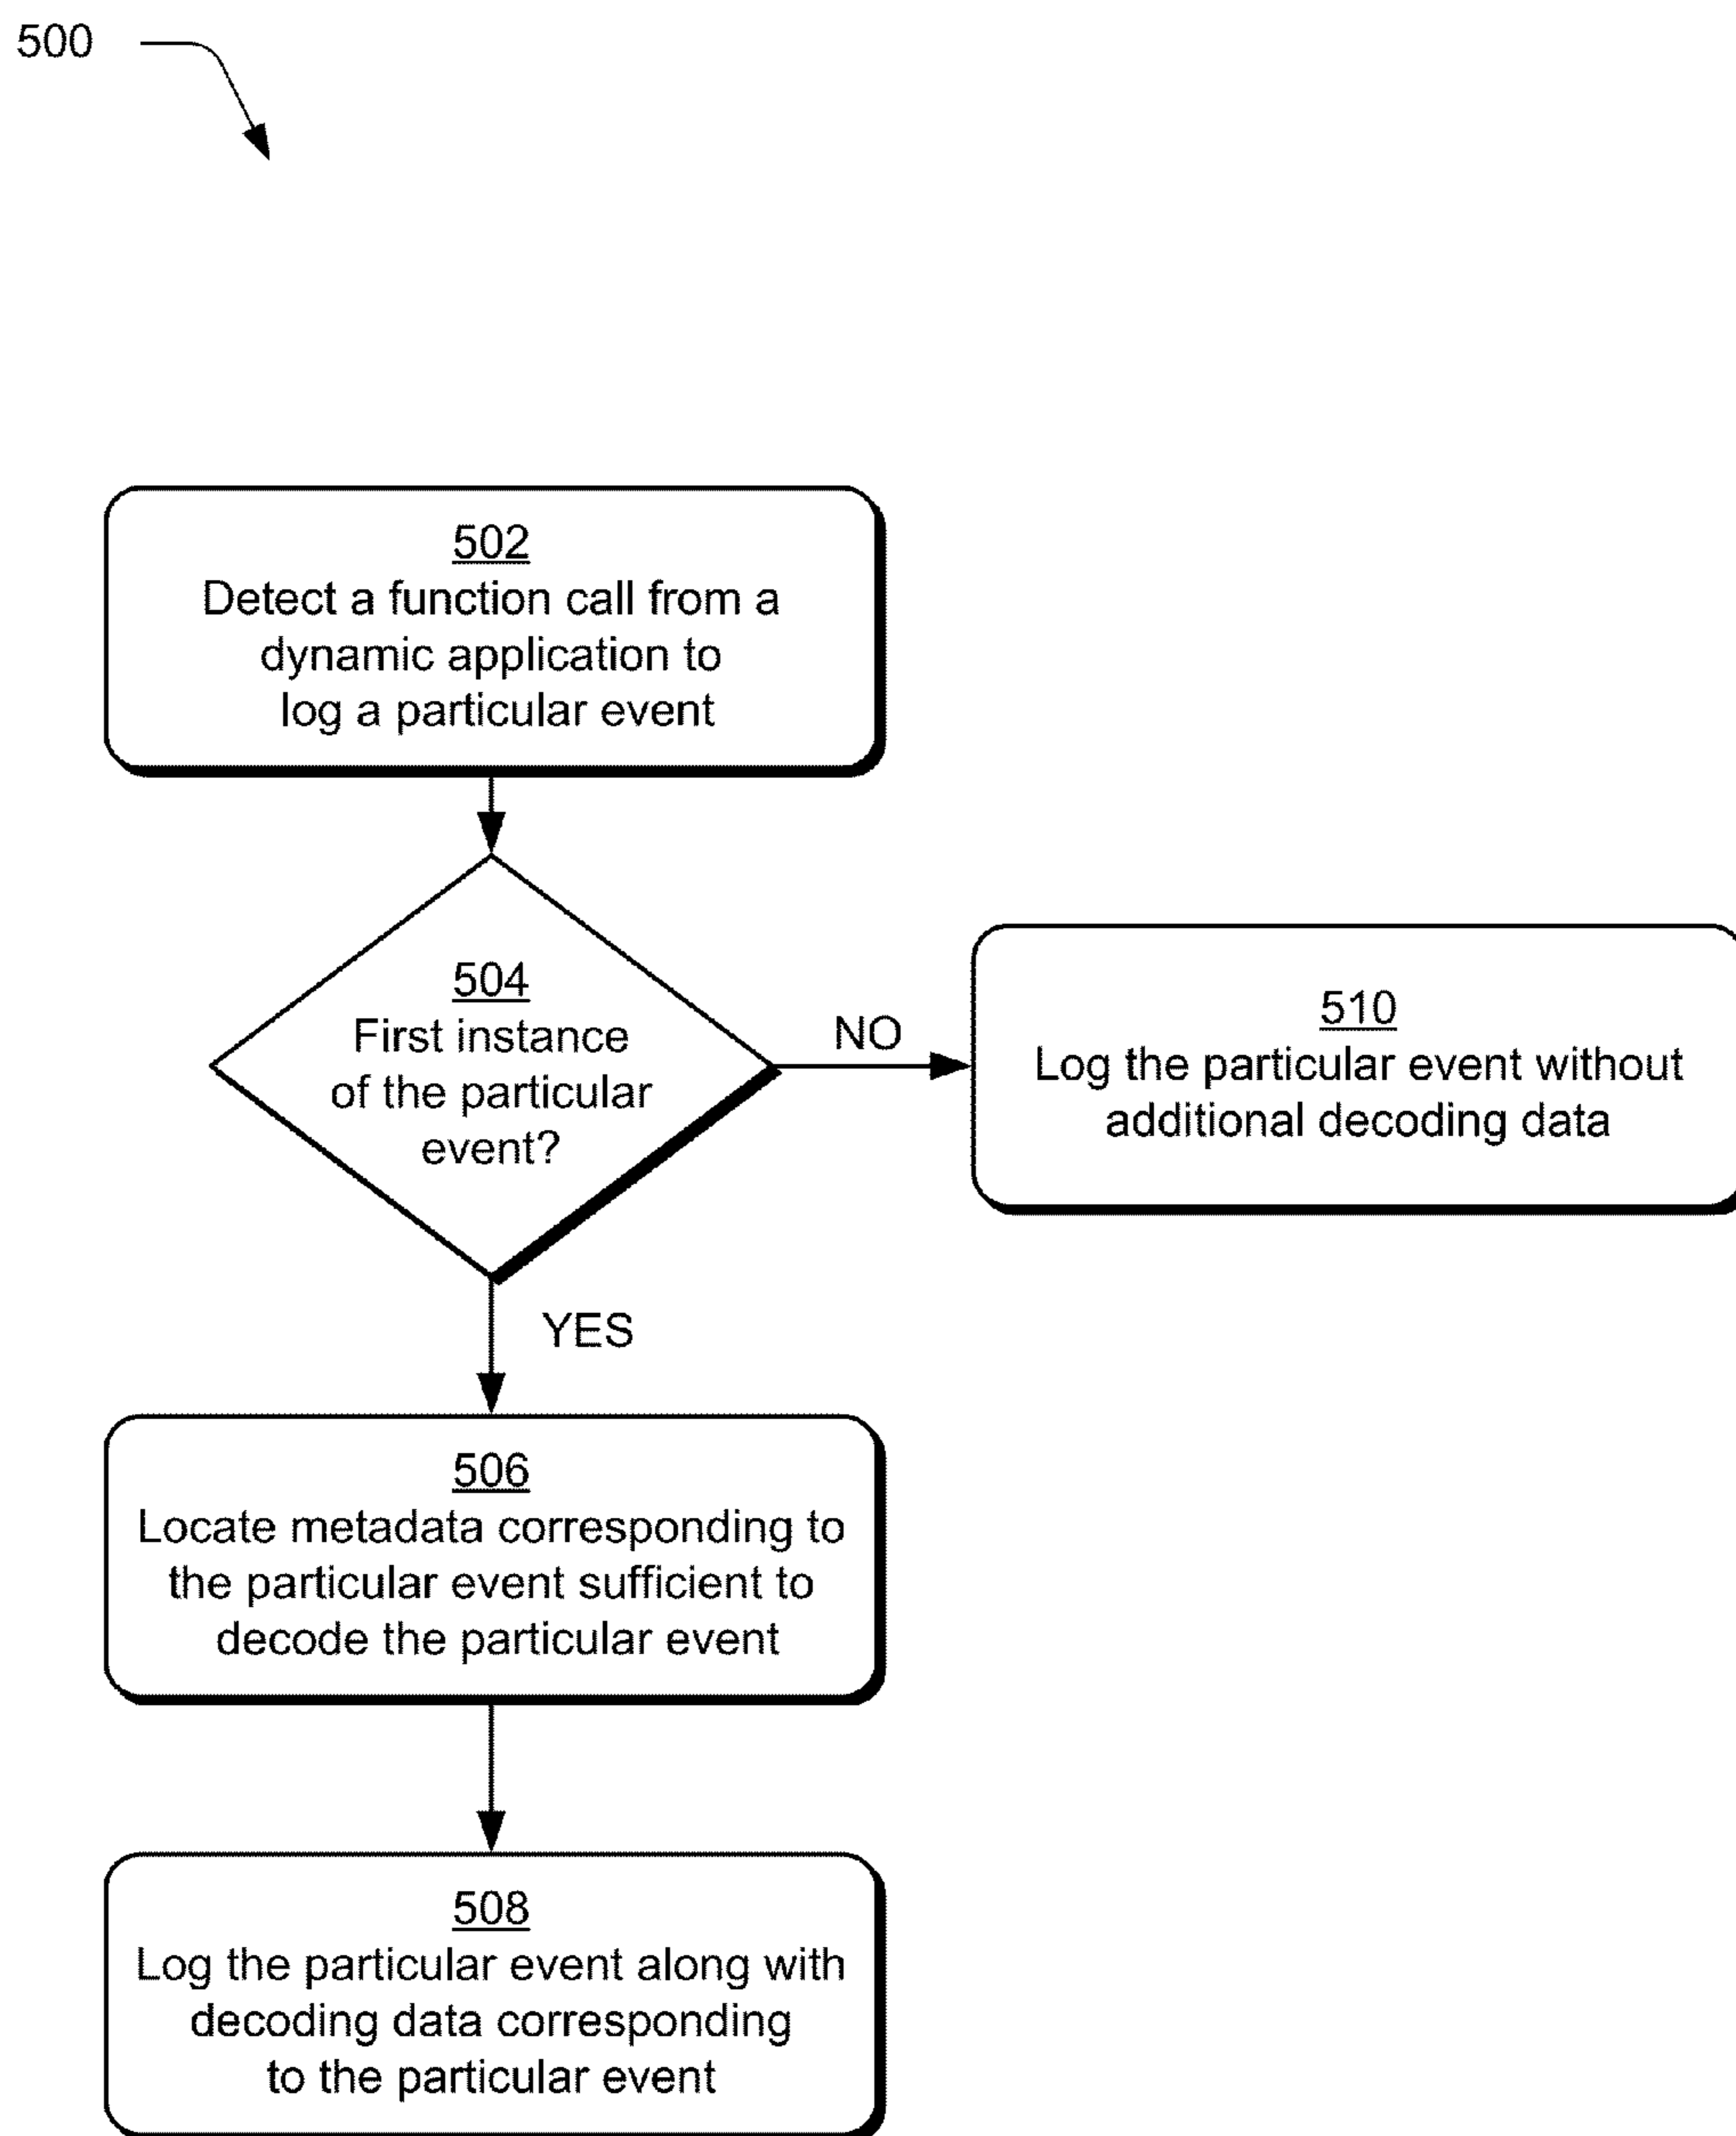 500
502
Detect a function call from a
dynamic application to
log a particular event
504
First instance
of the particular
event?
NO
510
Log the particular event without
additional decoding data
YES
506
Locate metadata corresponding to
the particular event sufficient to
decode the particular event
508
Log the particular event along with
decoding data corresponding
to the particular event